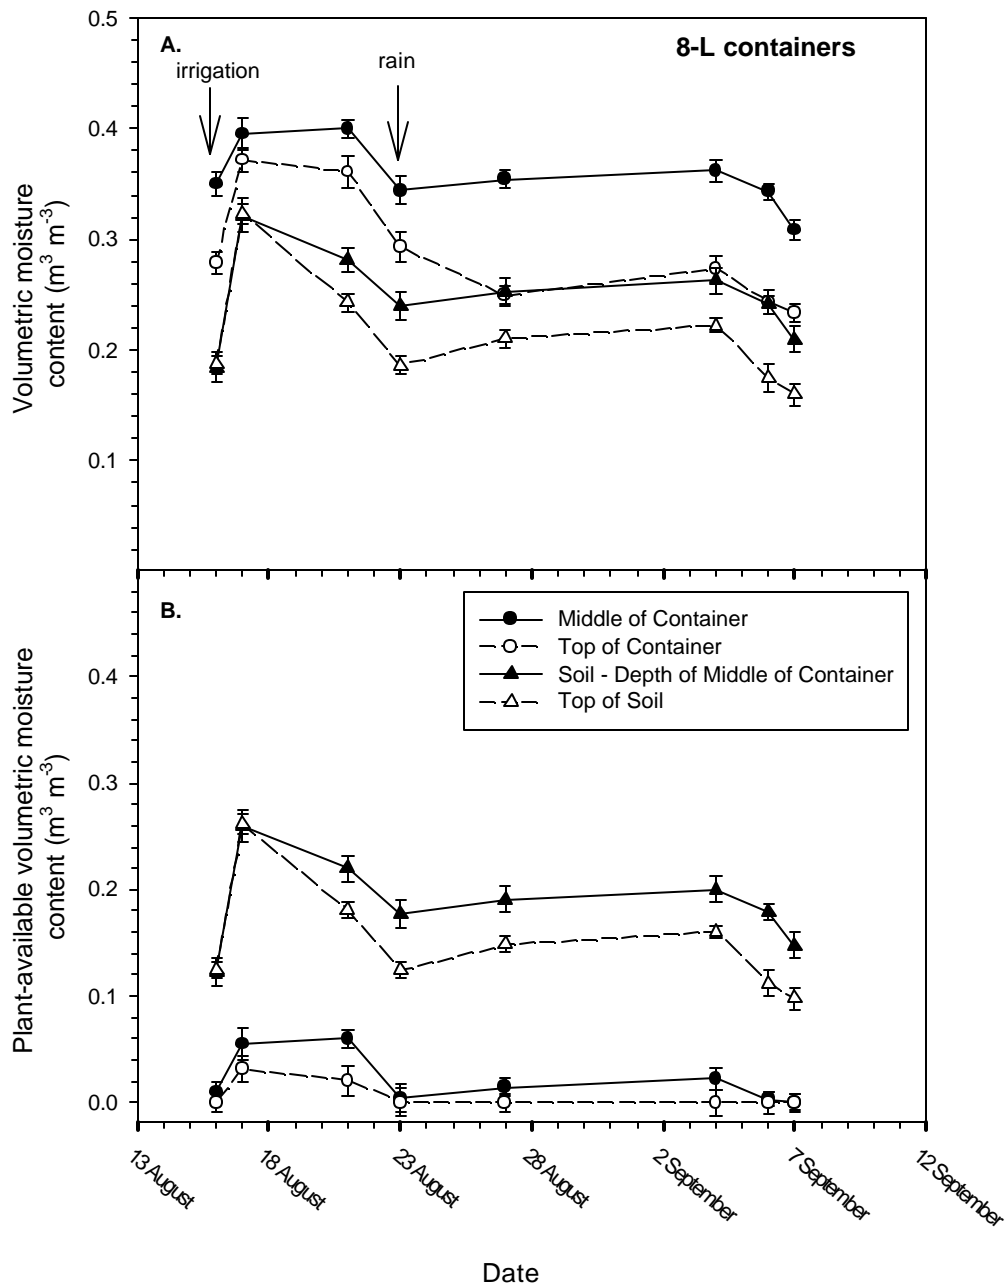 0.5
A.
8-L containers
irrigation
rain
0.4
0.3
0.2
0.1
Volumetric moisture
content (m³ m⁻³)
B.
Middle of Container
Top of Container
Soil - Depth of Middle of Container
Top of Soil
0.4
0.3
0.2
0.1
0.0
Plant-available volumetric moisture
content (m³ m⁻³)
13 August
18 August
23 August
28 August
2 September
7 September
12 September
Date